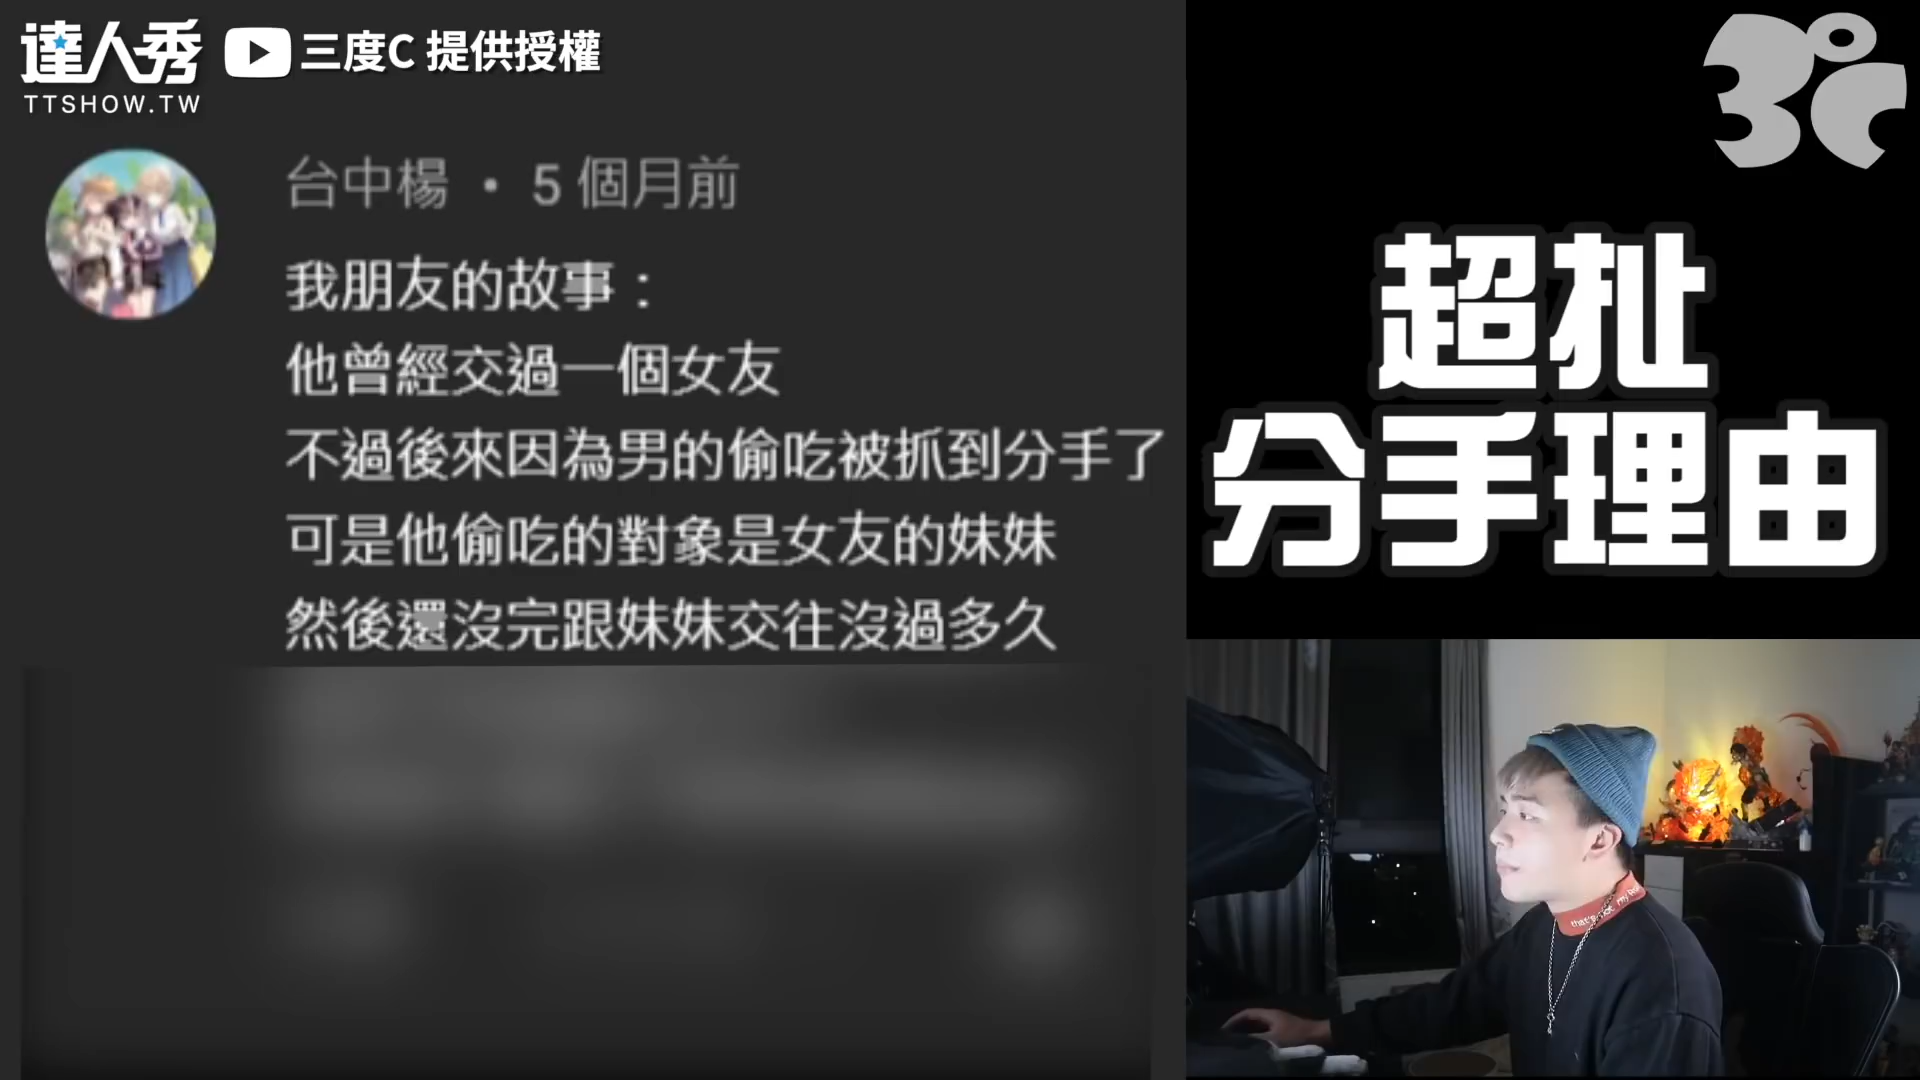 達人秀
TTSHOW.TW
三度C 提供授權
3°C
台中楊 • 5 個月前
我朋友的故事：
他曾經交過一個女友
不過後來因為男的偷吃被抓到分手了
可是他偷吃的對象是女友的妹妹
然後還沒完跟妹妹交往沒過多久
超扯
分手理由
that's not my